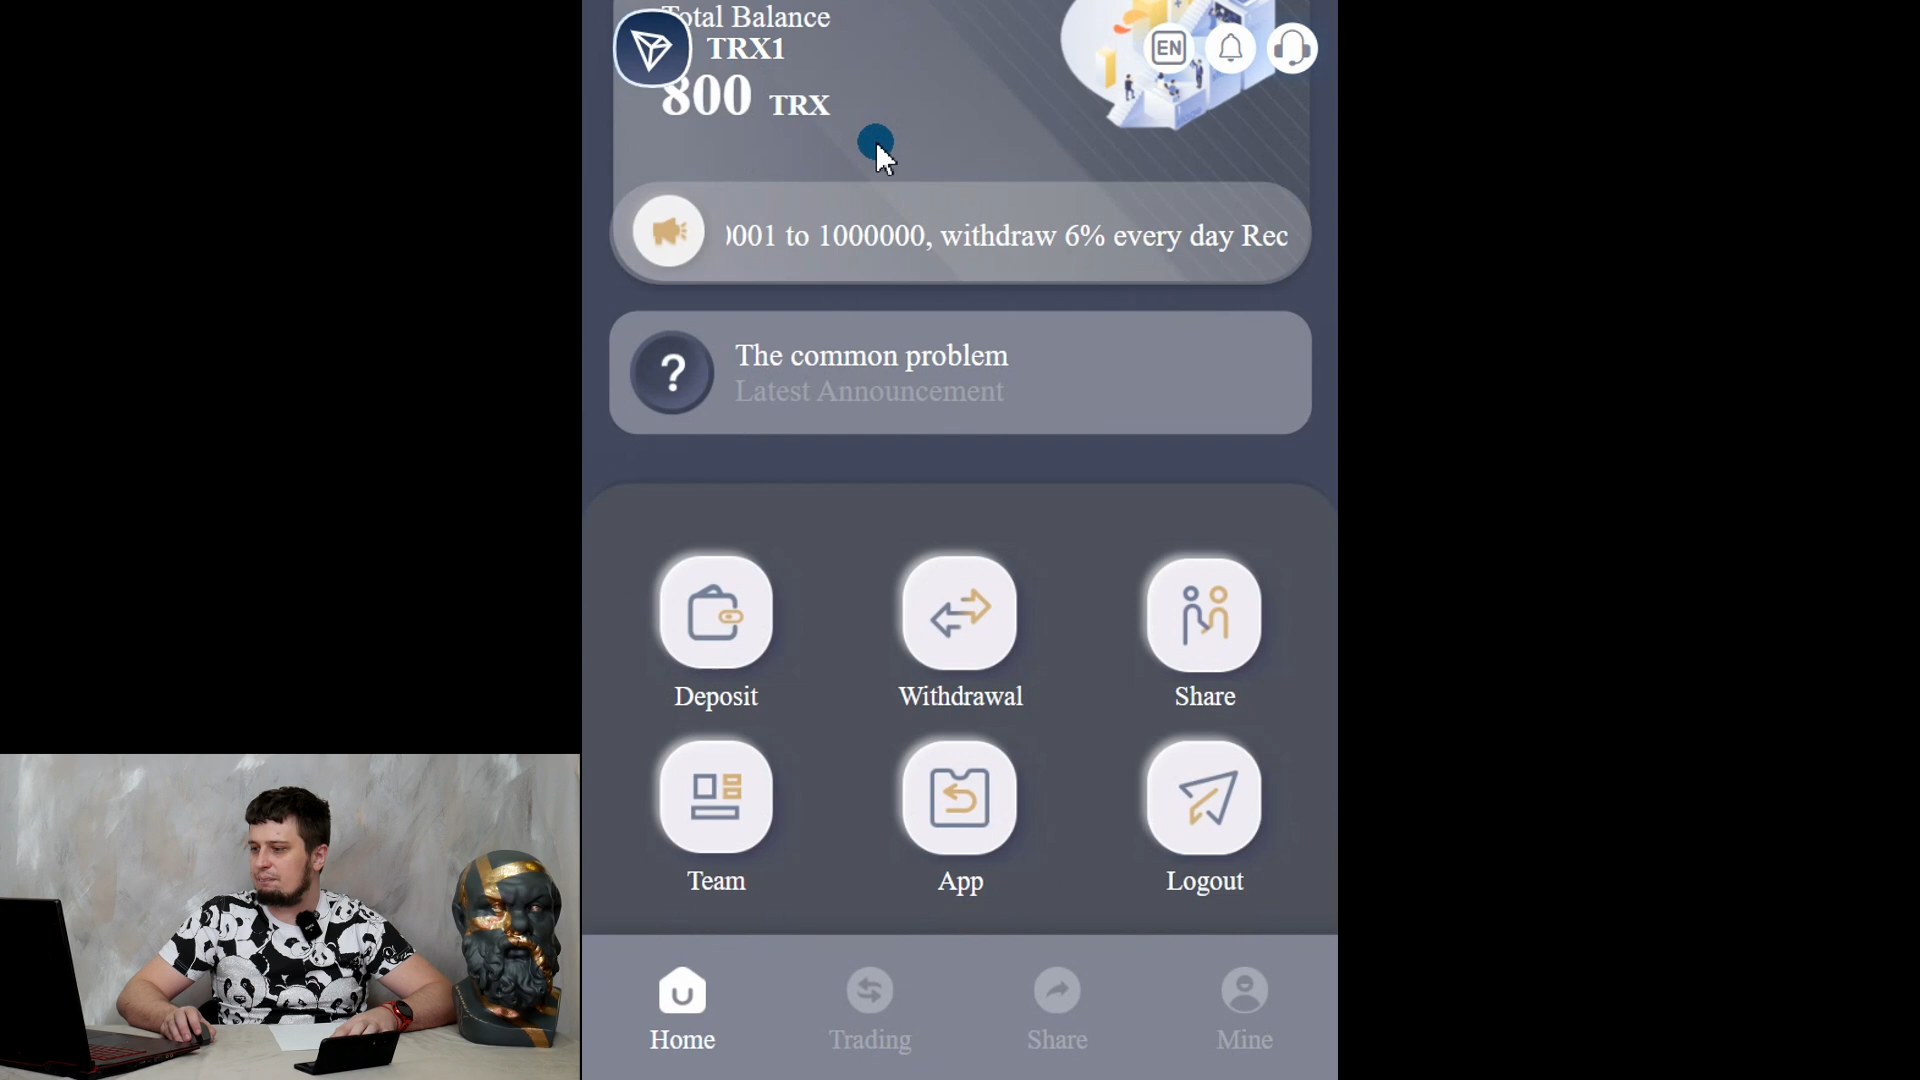 Total Balance
TRX1
EN
800 TRX
001 to 1000000, withdraw 6% every day Rec
?
The common problem
Latest Announcement
Deposit
Withdrawal
Share
Team
App
Logout
Home
Trading
Share
Mine